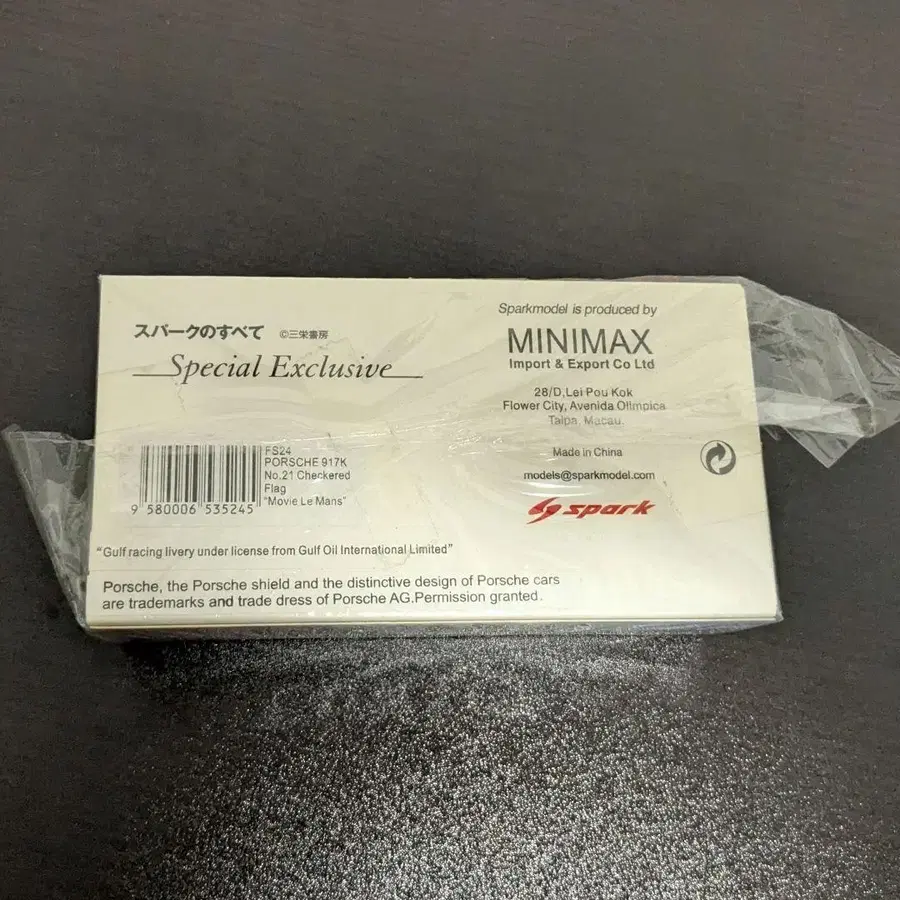 スパークのすべて ©三栄書房
Special Exclusive
FS24
PORSCHE 917K
No.21 Checkered
Flag
"Movie Le Mans"
9 580006 535245
Sparkmodel is produced by
MINIMAX
Import & Export Co Ltd
28/D, Lei Pou Kok
Flower City, Avenida Olimpica
Taipa, Macau.
Made in China
models@sparkmodel.com
spark
"Gulf racing livery under license from Gulf Oil International Limited"
Porsche, the Porsche shield and the distinctive design of Porsche cars
are trademarks and trade dress of Porsche AG.Permission granted.